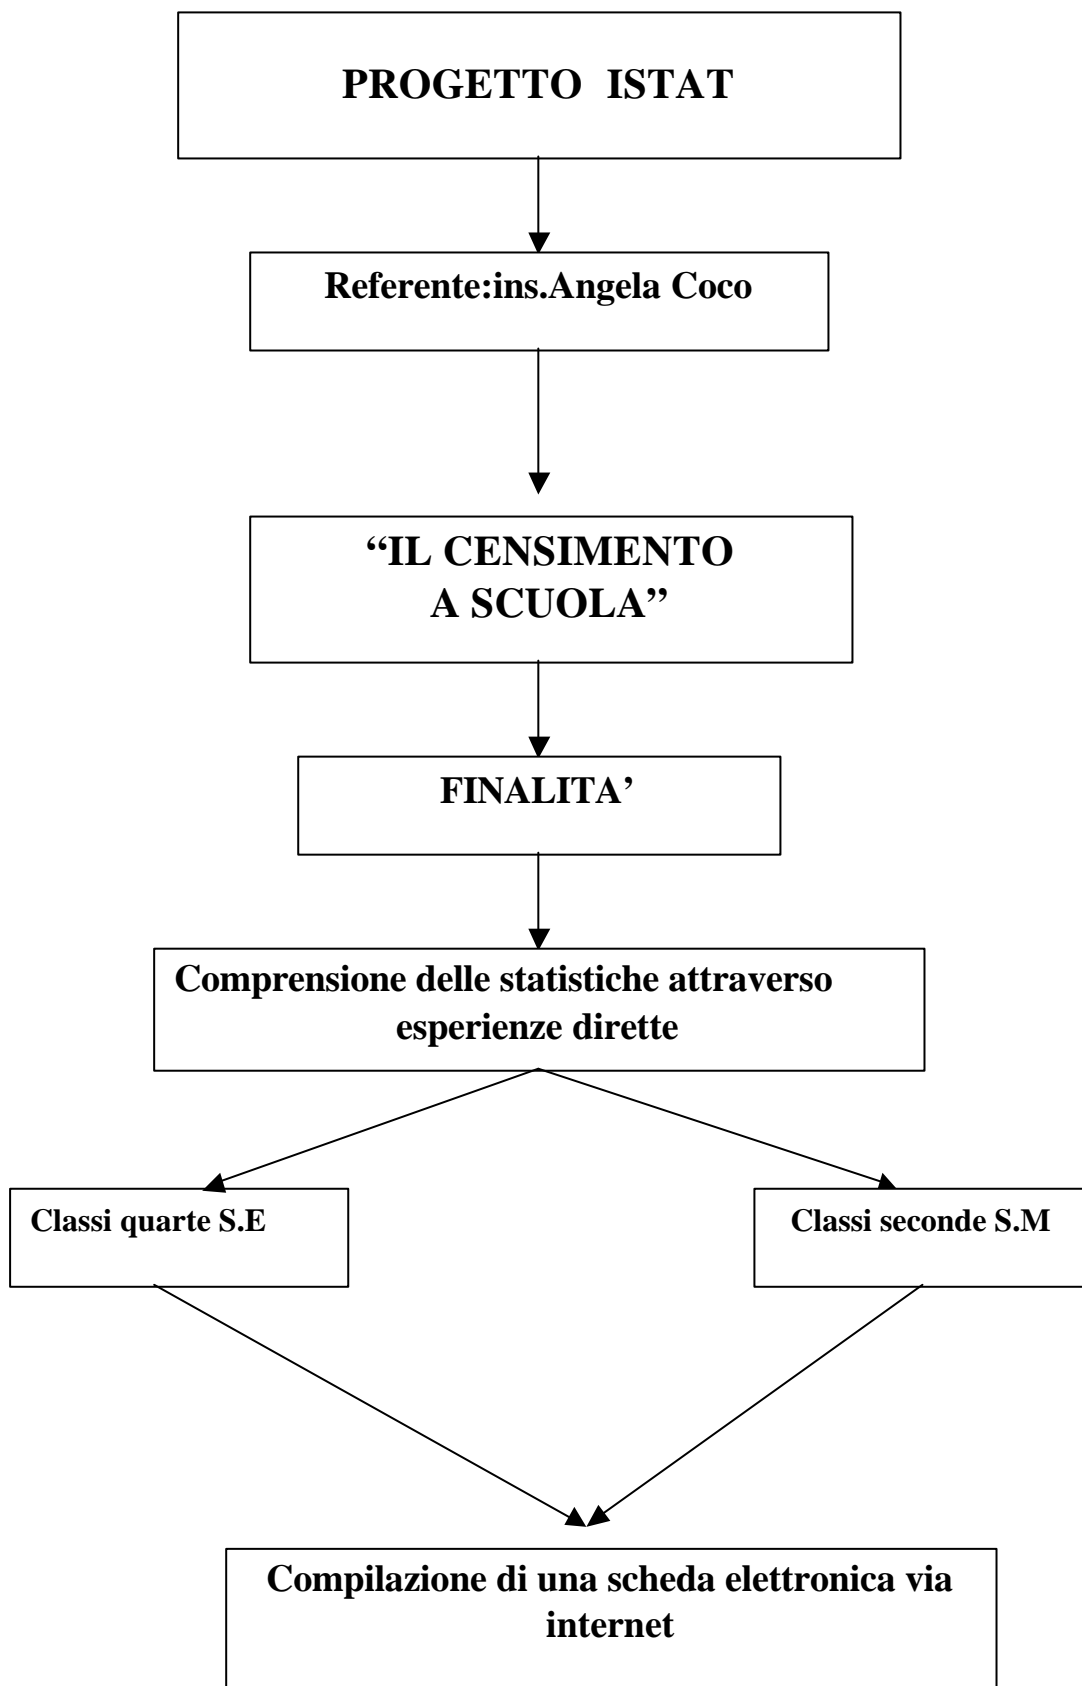 PROGETTO  ISTAT
Referente:ins.Angela Coco
“IL CENSIMENTO
A SCUOLA”
FINALITA’
Comprensione delle statistiche attraverso
esperienze dirette
Classi quarte S.E
Classi seconde S.M
Compilazione di una scheda elettronica via
internet